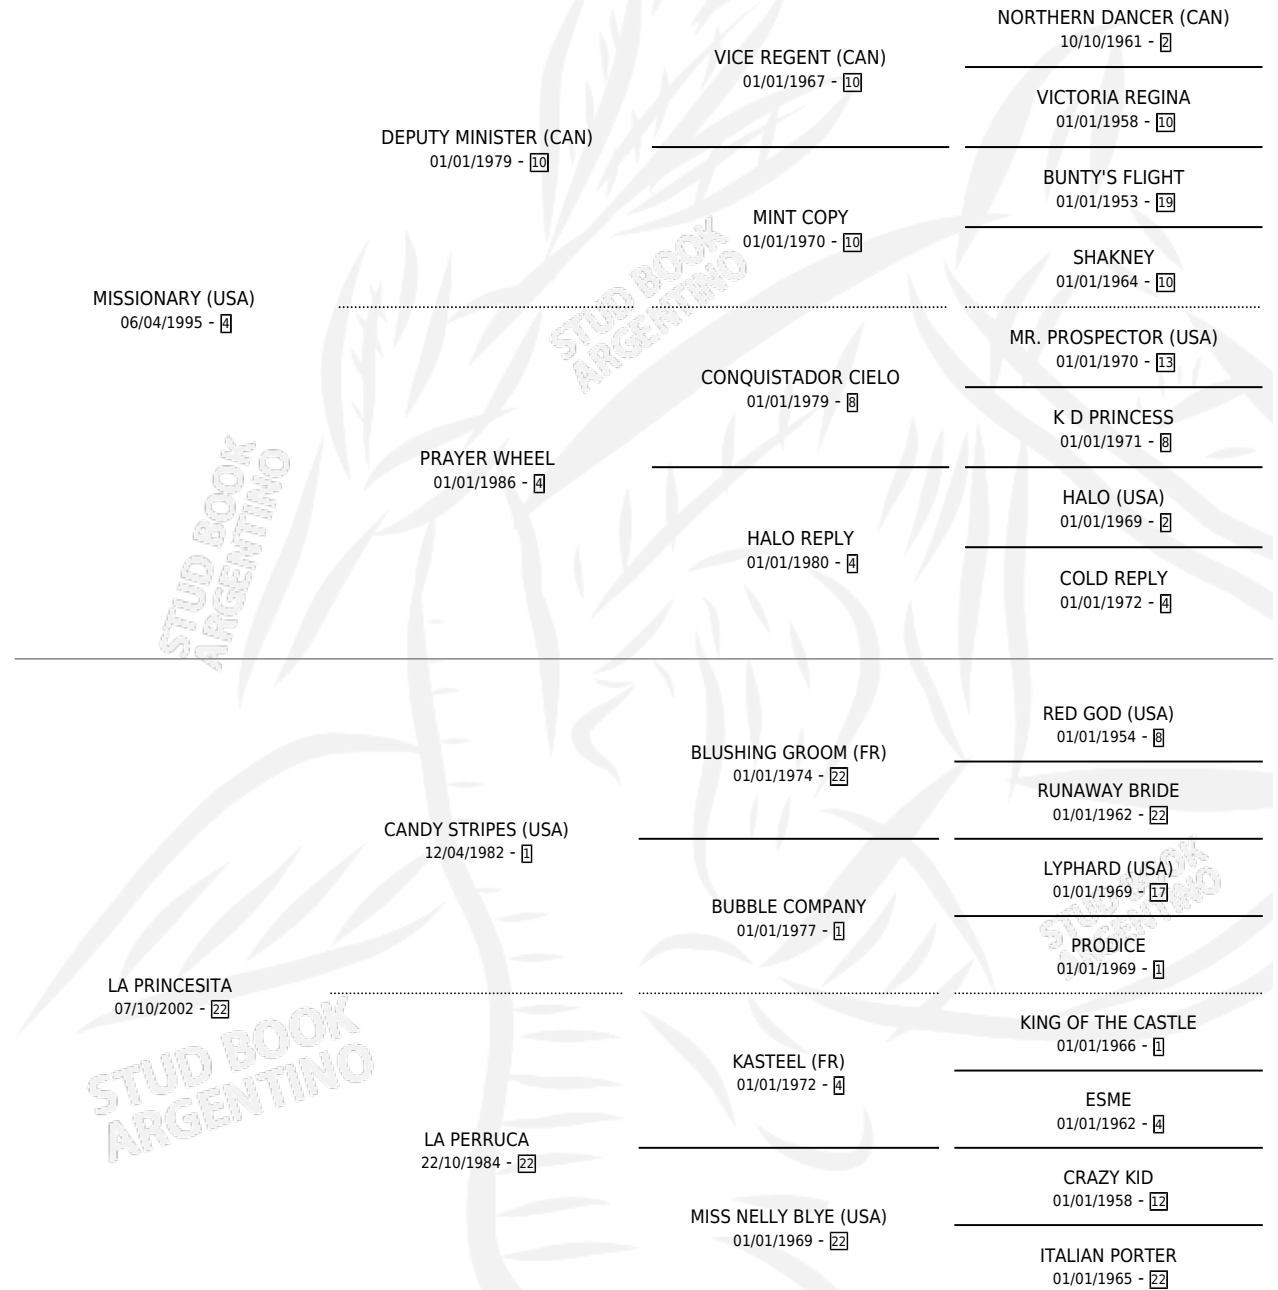 NORTHERN DANCER (CAN)
10/10/1961 - 2
VICE REGENT (CAN)
01/01/1967 - 10
VICTORIA REGINA
01/01/1958 - 10
DEPUTY MINISTER (CAN)
01/01/1979 - 10
BUNTY'S FLIGHT
01/01/1953 - 19
MINT COPY
01/01/1970 - 10
SHAKNEY
01/01/1964 - 10
MISSIONARY (USA)
06/04/1995 - 4
MR. PROSPECTOR (USA)
01/01/1970 - 13
CONQUISTADOR CIELO
01/01/1979 - 8
K D PRINCESS
01/01/1971 - 8
PRAYER WHEEL
01/01/1986 - 4
HALO (USA)
01/01/1969 - 2
HALO REPLY
01/01/1980 - 4
COLD REPLY
01/01/1972 - 4
STUD BOOK
ARGENTINO
STUD BOOK
ARGENTINO
RED GOD (USA)
01/01/1954 - 8
BLUSHING GROOM (FR)
01/01/1974 - 22
RUNAWAY BRIDE
01/01/1962 - 22
CANDY STRIPES (USA)
12/04/1982 - 1
LYPHARD (USA)
01/01/1969 - 17
BUBBLE COMPANY
01/01/1977 - 1
PRODICE
01/01/1969 - 1
STUD BOOK
ARGENTINO
LA PRINCESITA
07/10/2002 - 22
KING OF THE CASTLE
01/01/1966 - 1
KASTEEL (FR)
01/01/1972 - 4
ESME
01/01/1962 - 4
LA PERRUCA
22/10/1984 - 22
CRAZY KID
01/01/1958 - 12
MISS NELLY BLYE (USA)
01/01/1969 - 22
ITALIAN PORTER
01/01/1965 - 22
STUD BOOK
ARGENTINO